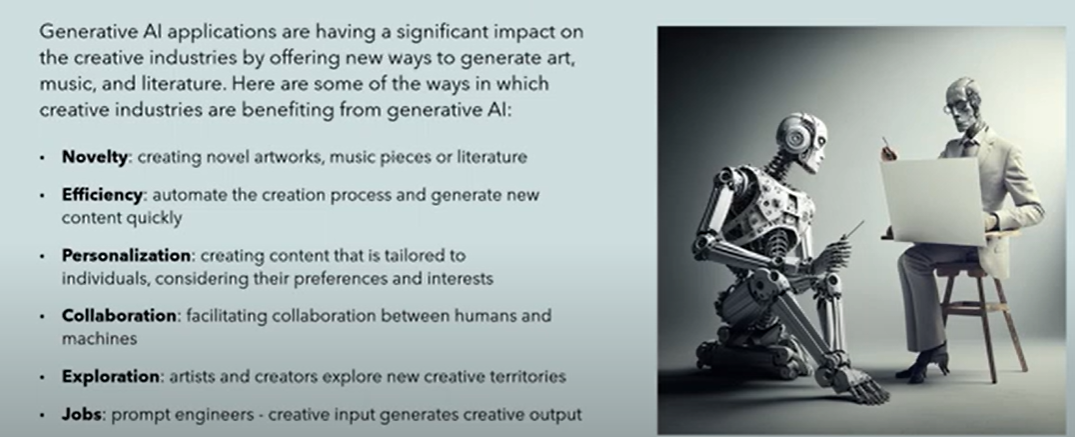 Generative AI applications are having a significant impact on
the creative industries by offering new ways to generate art,
music, and literature. Here are some of the ways in which
creative industries are benefiting from generative AI:
• Novelty: creating novel artworks, music pieces or literature
• Efficiency: automate the creation process and generate new
content quickly
• Personalization: creating content that is tailored to
individuals, considering their preferences and interests
• Collaboration: facilitating collaboration between humans and
machines
• Exploration: artists and creators explore new creative territories
• Jobs: prompt engineers - creative input generates creative output